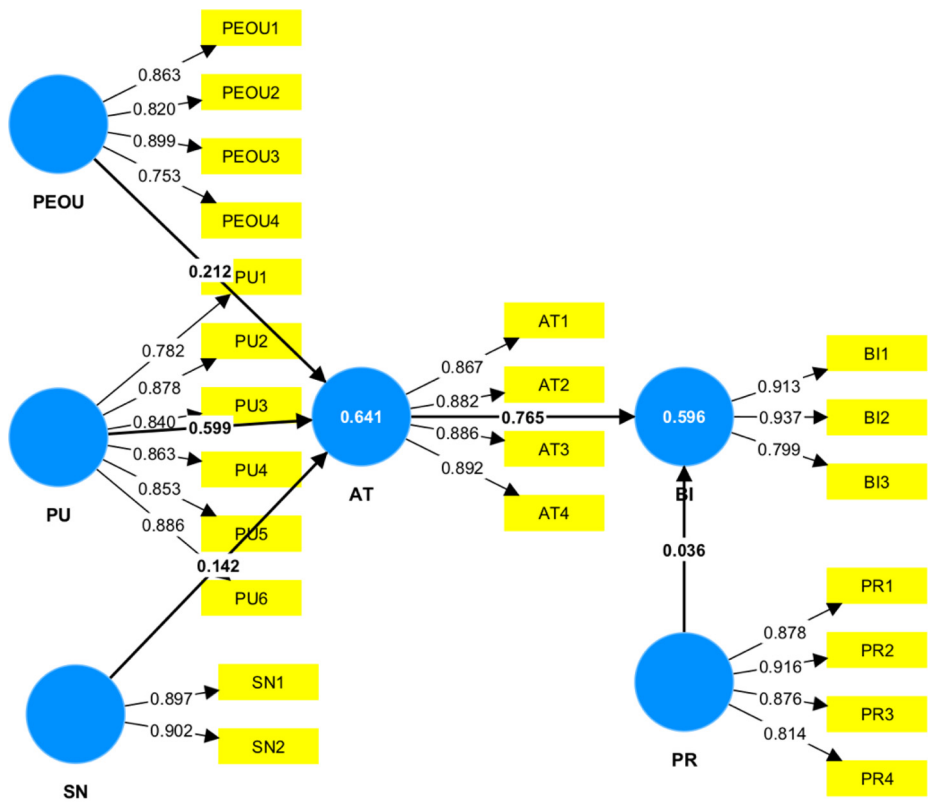 PEOU1
0.863
PEOU2
0.820
0.899
PEOU3
0.753
PEOU
PEOU4
0.212
PU1
0.782
PU2
0.878
PU3
0.840
0.599
0.863
PU4
0.853
PU
0.886
PU5
0.142
PU6
SN1
0.897
0.902
SN2
SN
0.641
AT
AT1
0.867
AT2
0.882
0.765
0.886
AT3
0.892
AT4
0.596
BI
BI1
0.913
0.937
BI2
0.799
BI3
0.036
PR1
0.878
PR2
0.916
0.876
PR3
0.814
PR
PR4